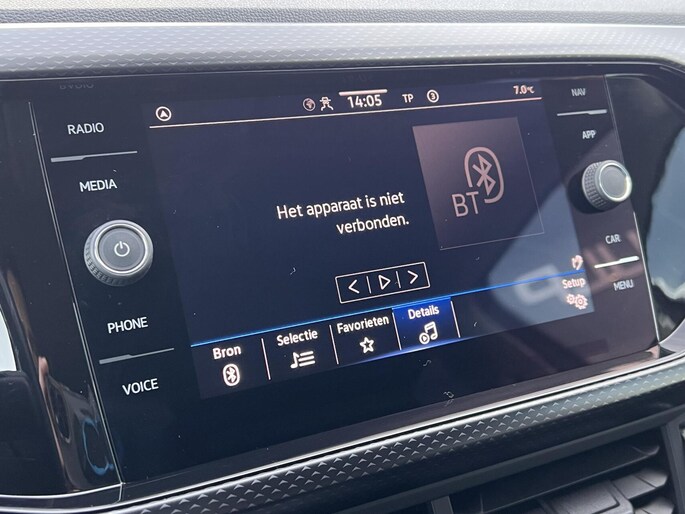 14:05 TP 3 7.0°C
NAV
RADIO
APP
MEDIA
BT
Het apparaat is niet
verbonden.
CAR
MENU
PHONE
VOICE
Bron Selectie Favorieten Details Setup